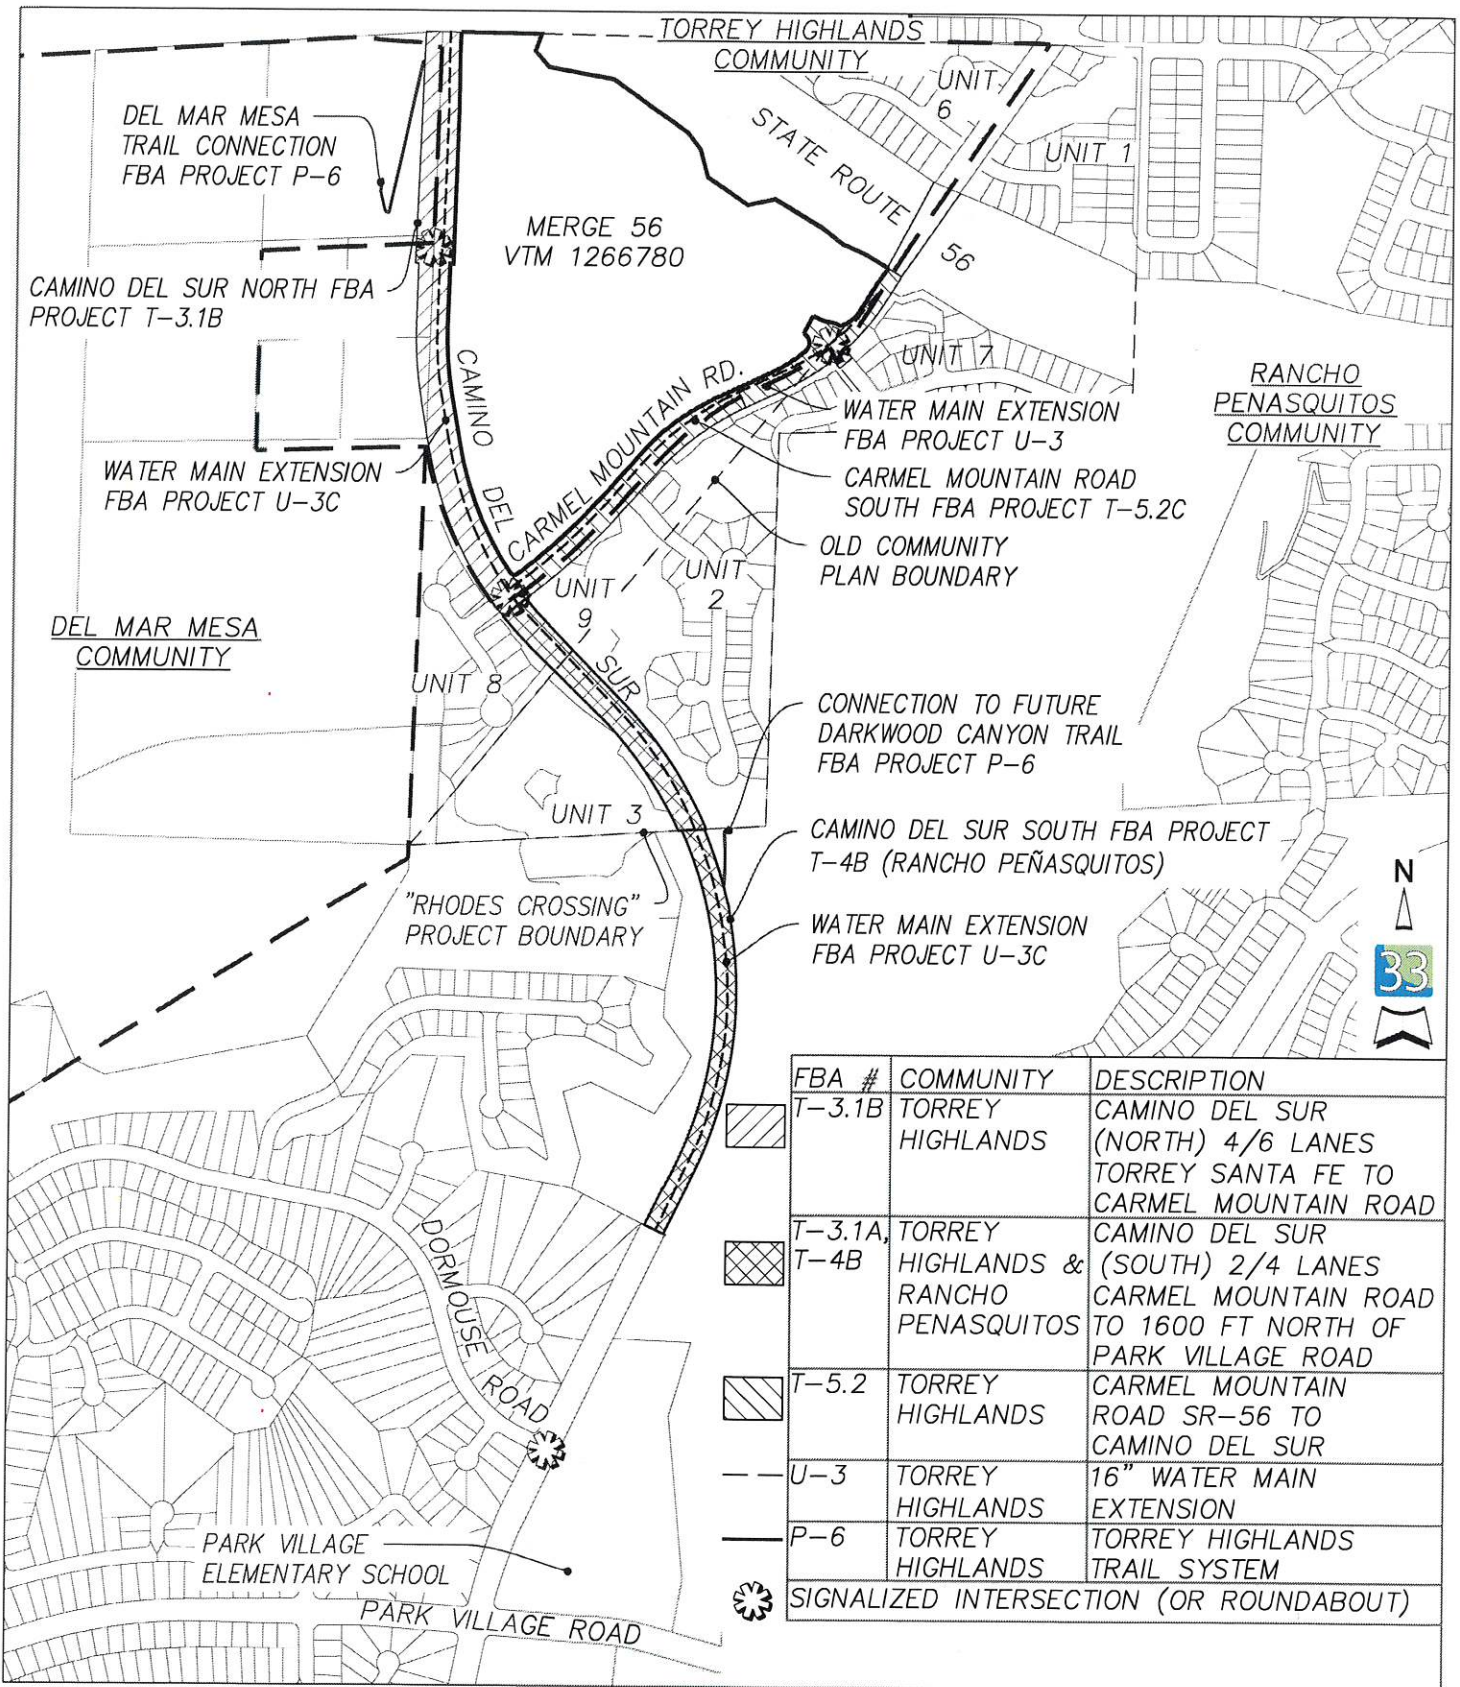 TORREY HIGHLANDS
COMMUNITY
UNIT
6
DEL MAR MESA
TRAIL CONNECTION
FBA PROJECT P-6
STATE ROUTE
56
UNIT 1
MERGE 56
VTM 1266780
CAMINO DEL SUR NORTH FBA
PROJECT T-3.1B
UNIT 7
RANCHO
PENASQUITOS
COMMUNITY
CAMINO DEL SUR
CARMEL MOUNTAIN RD.
WATER MAIN EXTENSION
FBA PROJECT U-3
WATER MAIN EXTENSION
FBA PROJECT U-3C
CARMEL MOUNTAIN ROAD
SOUTH FBA PROJECT T-5.2C
OLD COMMUNITY
PLAN BOUNDARY
UNIT
9
UNIT
2
DEL MAR MESA
COMMUNITY
UNIT 8
CONNECTION TO FUTURE
DARKWOOD CANYON TRAIL
FBA PROJECT P-6
UNIT 3
CAMINO DEL SUR SOUTH FBA PROJECT
T-4B (RANCHO PEÑASQUITOS)
"RHODES CROSSING"
PROJECT BOUNDARY
WATER MAIN EXTENSION
FBA PROJECT U-3C
N
33
FBA # COMMUNITY DESCRIPTION
T-3.1B TORREY CAMINO DEL SUR
HIGHLANDS (NORTH) 4/6 LANES
TORREY SANTA FE TO
CARMEL MOUNTAIN ROAD
T-3.1A, TORREY CAMINO DEL SUR
T-4B HIGHLANDS & (SOUTH) 2/4 LANES
RANCHO CARMEL MOUNTAIN ROAD
PENASQUITOS TO 1600 FT NORTH OF
PARK VILLAGE ROAD
T-5.2 TORREY CARMEL MOUNTAIN
HIGHLANDS ROAD SR-56 TO
CAMINO DEL SUR
U-3 TORREY 16" WATER MAIN
HIGHLANDS EXTENSION
P-6 TORREY TORREY HIGHLANDS
HIGHLANDS TRAIL SYSTEM
SIGNALIZED INTERSECTION (OR ROUNDABOUT)
DORMOUSE ROAD
PARK VILLAGE
ELEMENTARY SCHOOL
PARK VILLAGE ROAD